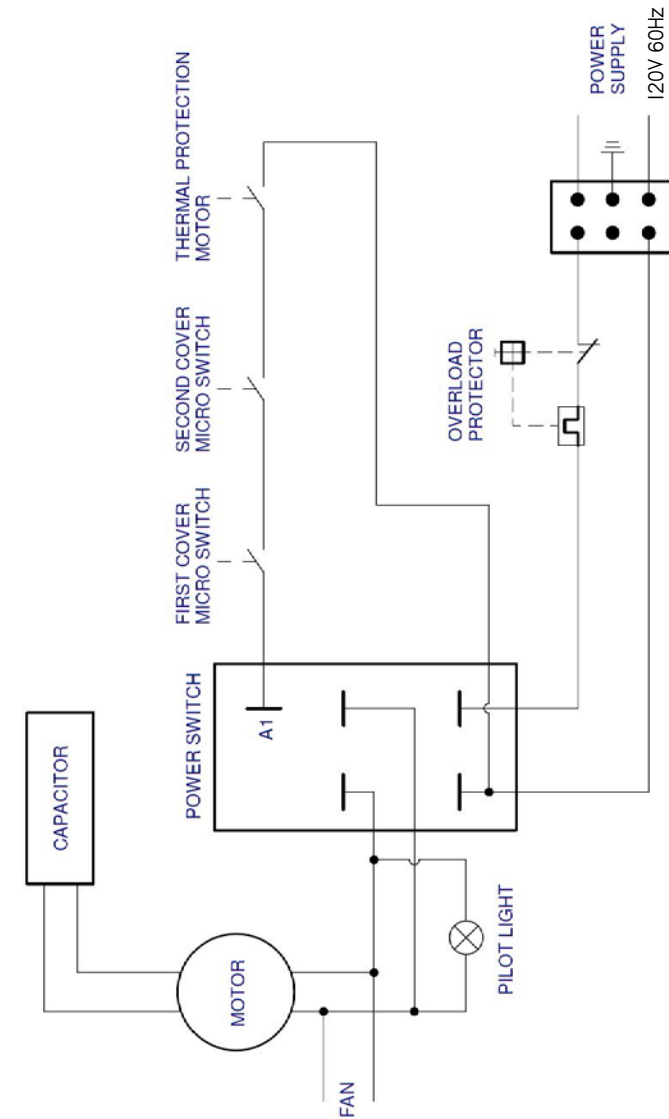 CAPACITOR
MOTOR
FAN
PILOT LIGHT
POWER SWITCH
A1
FIRST COVER
MICRO SWITCH
SECOND COVER
MICRO SWITCH
THERMAL PROTECTION
MOTOR
OVERLOAD
PROTECTOR
POWER
SUPPLY
120V 60Hz